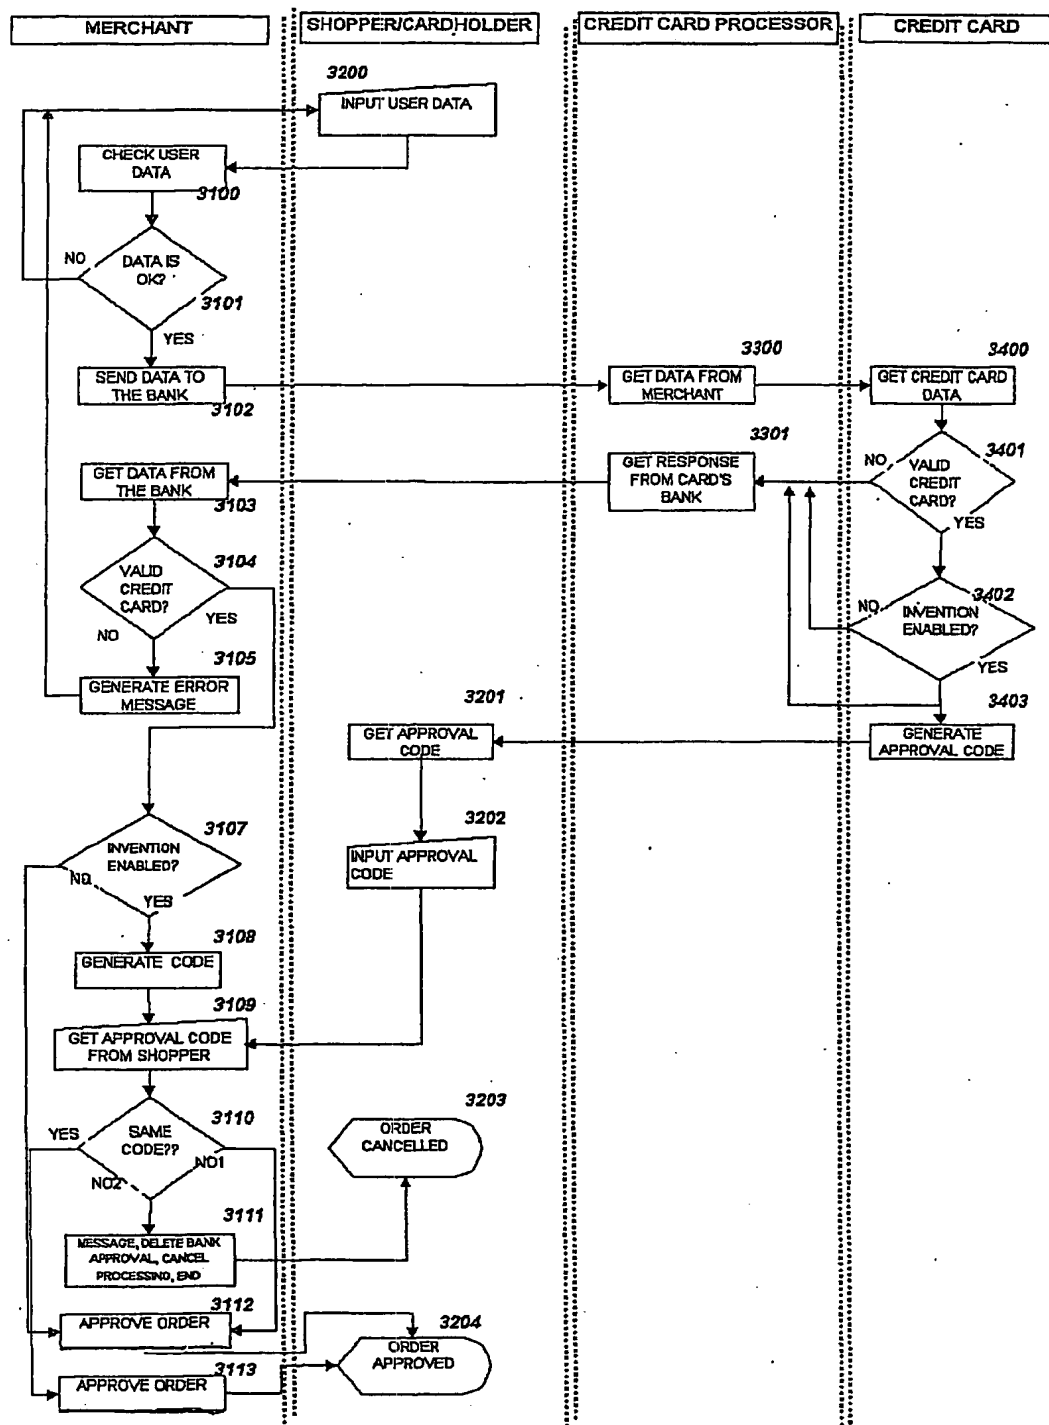 MERCHANT
SHOPPER/CARDHOLDER
CREDIT CARD PROCESSOR
CREDIT CARD
3200
INPUT USER DATA
CHECK USER
DATA
3100
NO
DATA IS
OK?
3101
YES
SEND DATA TO
THE BANK
3102
3300
GET DATA FROM
MERCHANT
3400
GET CREDIT CARD
DATA
3301
GET RESPONSE
FROM CARD'S
BANK
3401
NO
VALID
CREDIT
CARD?
YES
GET DATA FROM
THE BANK
3103
3104
VALID
CREDIT
CARD?
YES
NO
3402
NO
INVENTION
ENABLED?
YES
3105
GENERATE ERROR
MESSAGE
3201
GET APPROVAL
CODE
3403
GENERATE
APPROVAL CODE
3202
INPUT APPROVAL
CODE
3107
INVENTION
ENABLED?
NO
YES
3108
GENERATE CODE
3109
GET APPROVAL CODE
FROM SHOPPER
3110
YES
SAME
CODE??
NO1
NO2
3203
ORDER
CANCELLED
3111
MESSAGE, DELETE BANK
APPROVAL, CANCEL
PROCESSING, END
3112
APPROVE ORDER
3204
ORDER
APPROVED
3113
APPROVE ORDER